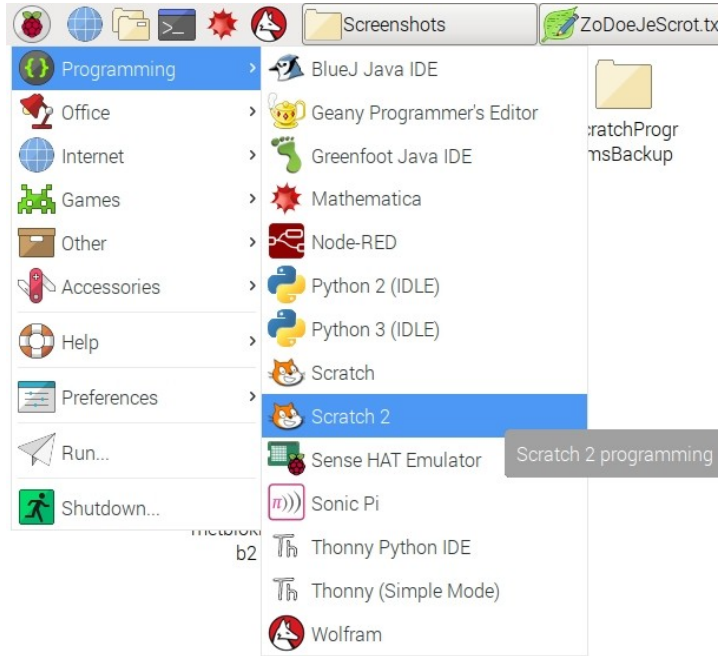 Screenshots
ZoDoeJeScrot.tx
Programming
Office
Internet
Games
Other
Accessories
Help
Preferences
Run...
Shutdown...
BlueJ Java IDE
Geany Programmer's Editor
Greenfoot Java IDE
Mathematica
Node-RED
Python 2 (IDLE)
Python 3 (IDLE)
Scratch
Scratch 2
Sense HAT Emulator
Sonic Pi
Thonny Python IDE
Thonny (Simple Mode)
Wolfram
Scratch 2 programming
cratchProgr
msBackup
b2